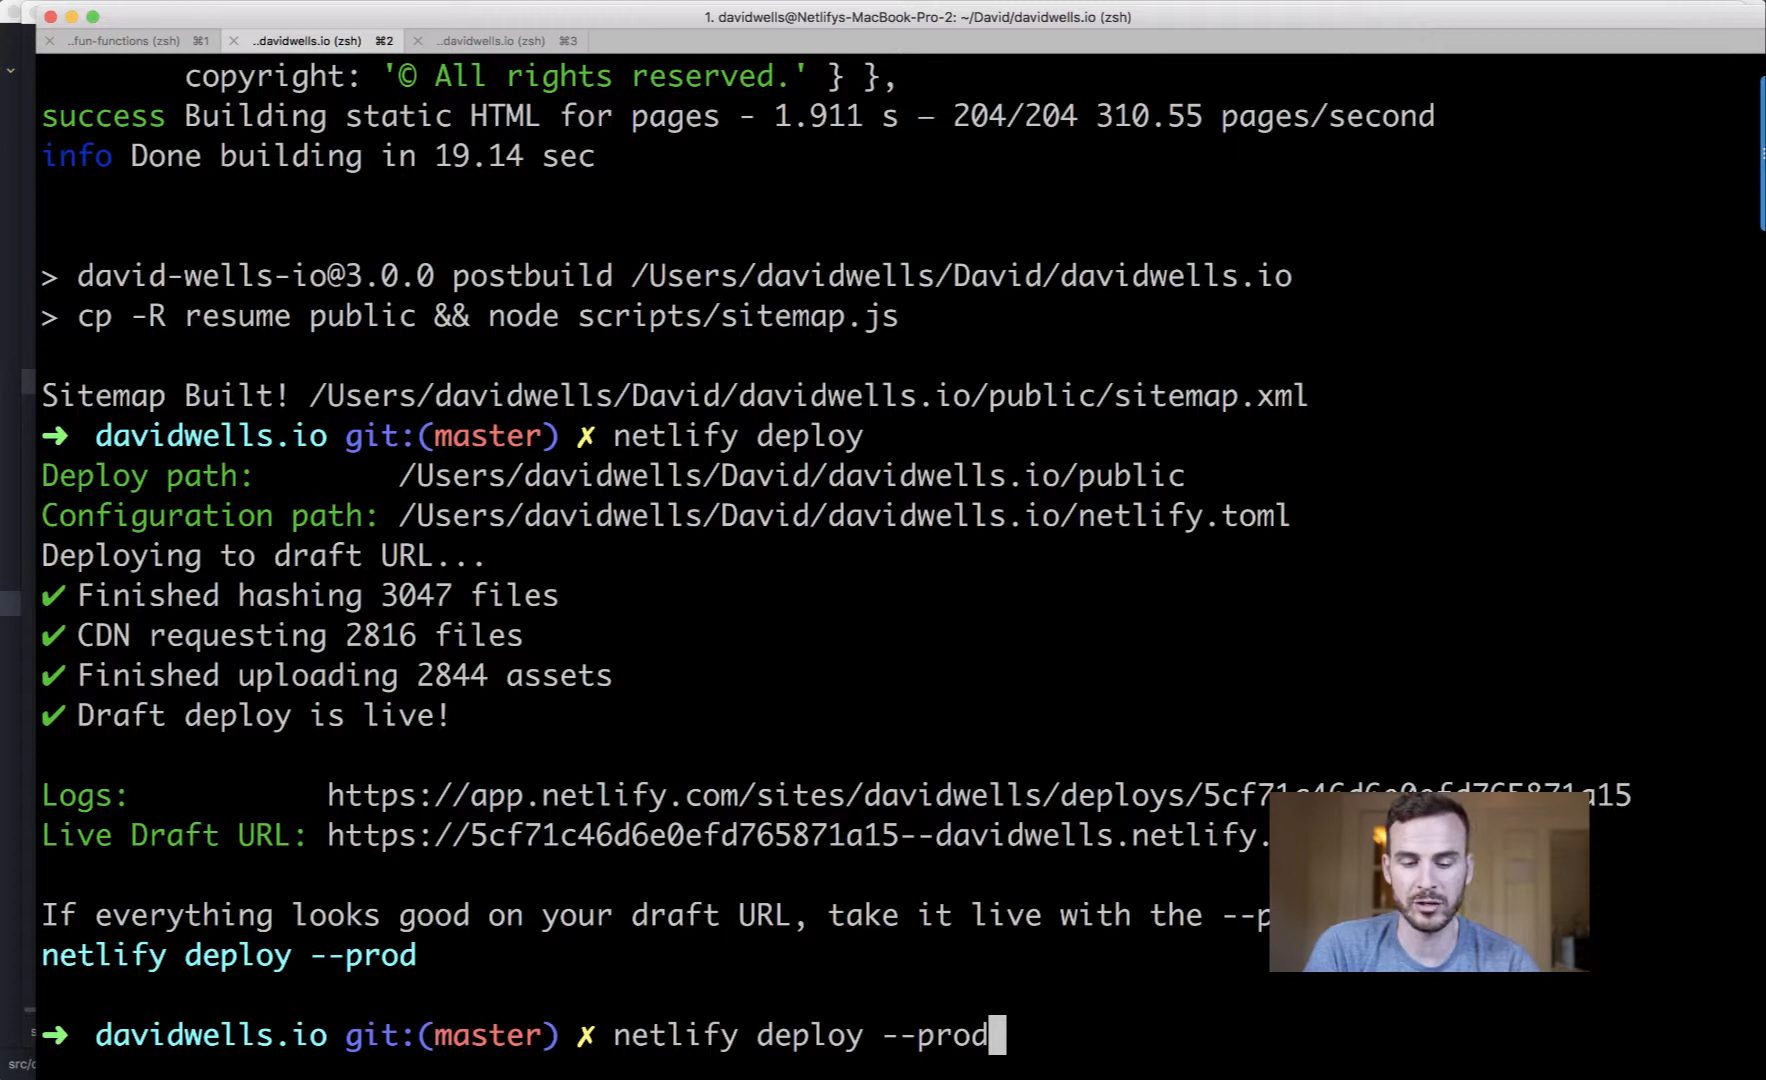 1. davidwells@Netlifys-MacBook-Pro-2: ~/David/davidwells.io (zsh)
..fun-functions (zsh) ⌘1 ..davidwells.io (zsh) ⌘2 ..davidwells.io (zsh) ⌘3
copyright: '© All rights reserved.' } },
success Building static HTML for pages - 1.911 s — 204/204 310.55 pages/second
info Done building in 19.14 sec
> david-wells-io@3.0.0 postbuild /Users/davidwells/David/davidwells.io
> cp -R resume public && node scripts/sitemap.js
Sitemap Built! /Users/davidwells/David/davidwells.io/public/sitemap.xml
➜ davidwells.io git:(master) ✗ netlify deploy
Deploy path: /Users/davidwells/David/davidwells.io/public
Configuration path: /Users/davidwells/David/davidwells.io/netlify.toml
Deploying to draft URL...
✔ Finished hashing 3047 files
✔ CDN requesting 2816 files
✔ Finished uploading 2844 assets
✔ Draft deploy is live!
Logs: https://app.netlify.com/sites/davidwells/deploys/5cf71c46d6e0efd765871a15
Live Draft URL: https://5cf71c46d6e0efd765871a15--davidwells.netlify.
If everything looks good on your draft URL, take it live with the --p
netlify deploy --prod
➜ davidwells.io git:(master) ✗ netlify deploy --prod